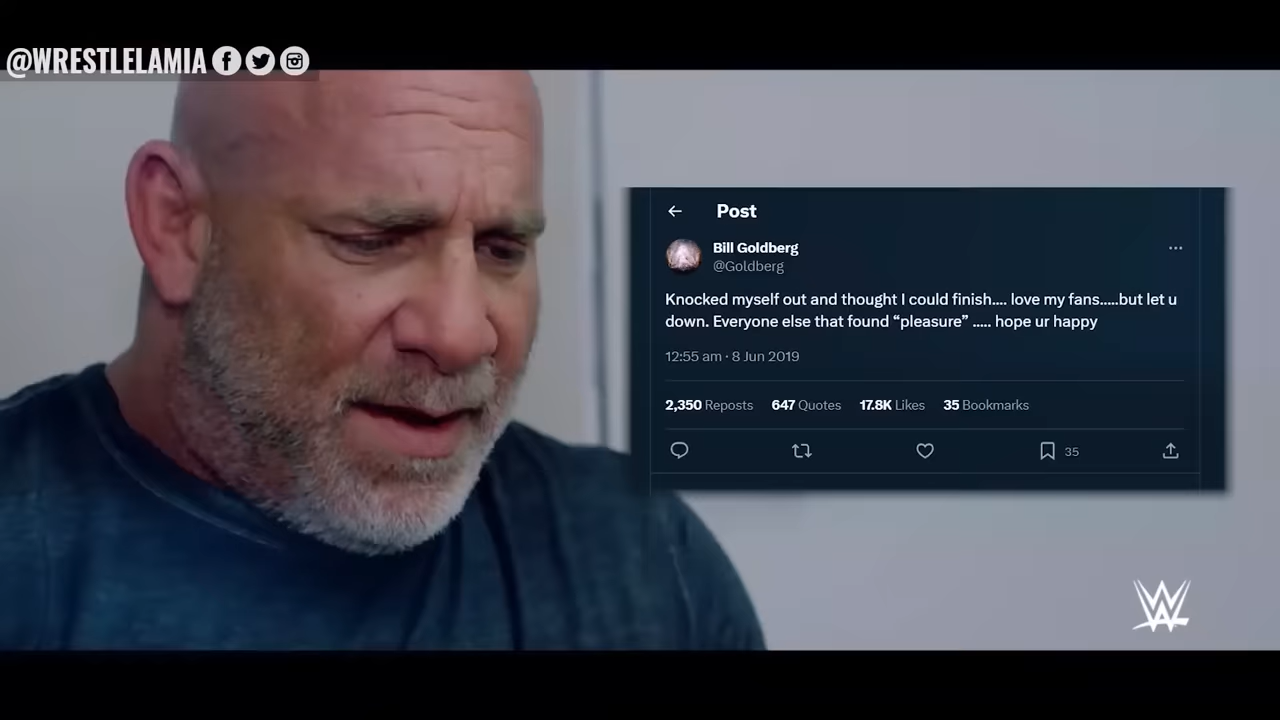 @WRESTLELAMIA
Post
Bill Goldberg
@Goldberg
Knocked myself out and thought I could finish.... love my fans.....but let u
down. Everyone else that found “pleasure” ..... hope ur happy
12:55 am · 8 Jun 2019
2,350 Reposts 647 Quotes 17.8K Likes 35 Bookmarks
35
W